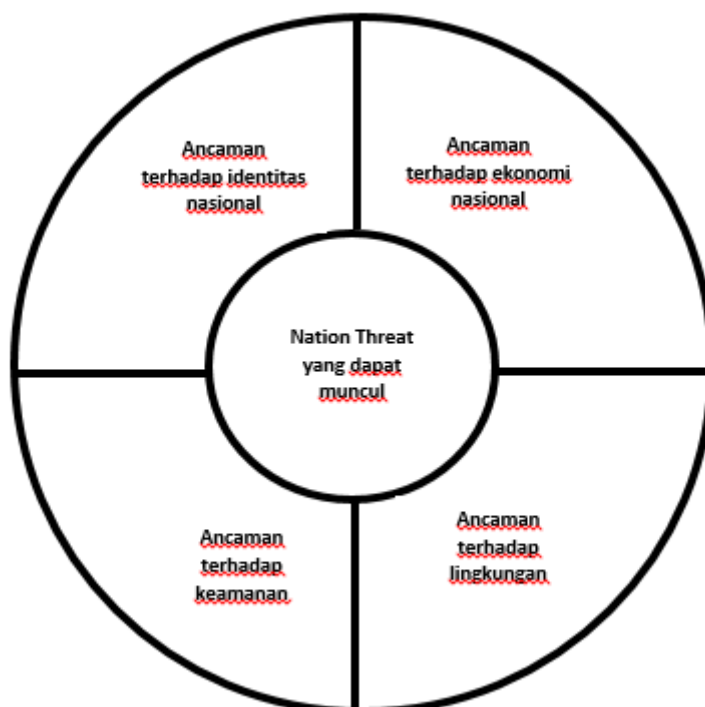 Ancaman
terhadap identitas
nasional
Ancaman
terhadap ekonomi
nasional
Nation Threat
yang dapat
muncul
Ancaman
terhadap
keamanan
Ancaman
terhadap
lingkungan